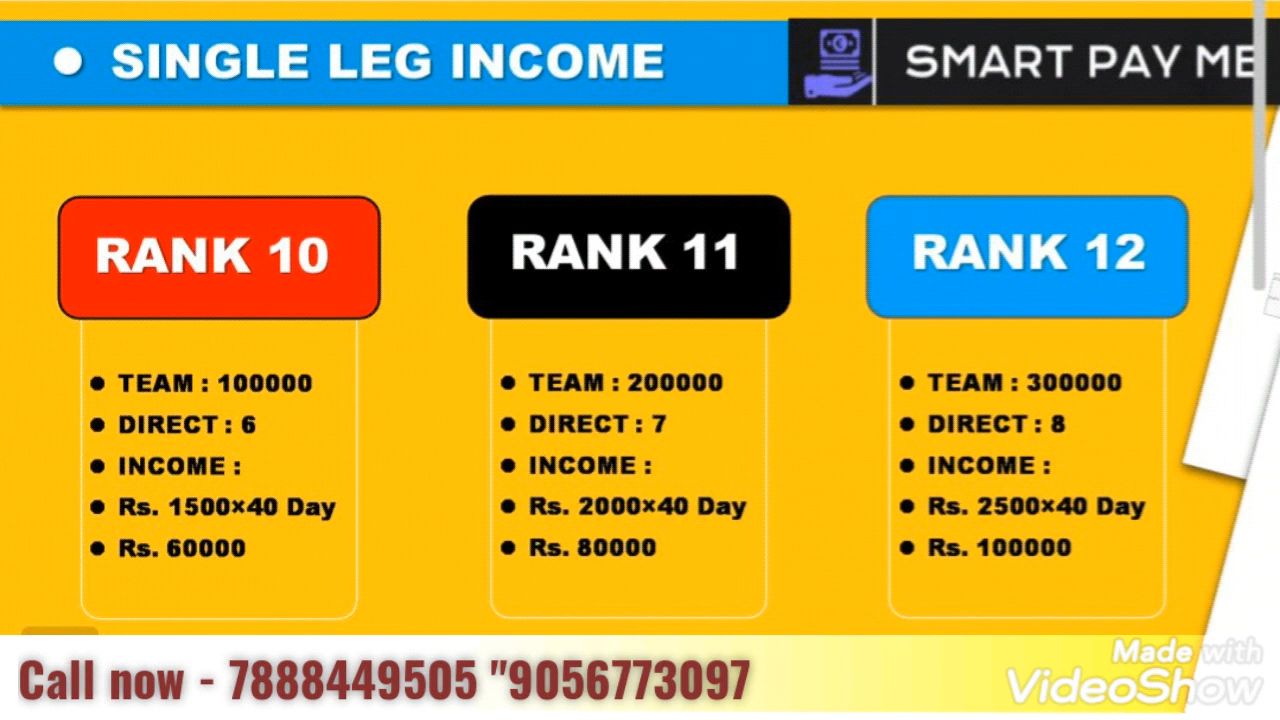 SINGLE LEG INCOME
SMART PAY ME
RANK 10
TEAM : 100000
DIRECT : 6
INCOME :
Rs. 1500×40 Day
Rs. 60000
RANK 11
TEAM : 200000
DIRECT : 7
INCOME :
Rs. 2000×40 Day
Rs. 80000
RANK 12
TEAM : 300000
DIRECT : 8
INCOME :
Rs. 2500×40 Day
Rs. 100000
Call now - 7888449505 "9056773097
Made with
VideoShow